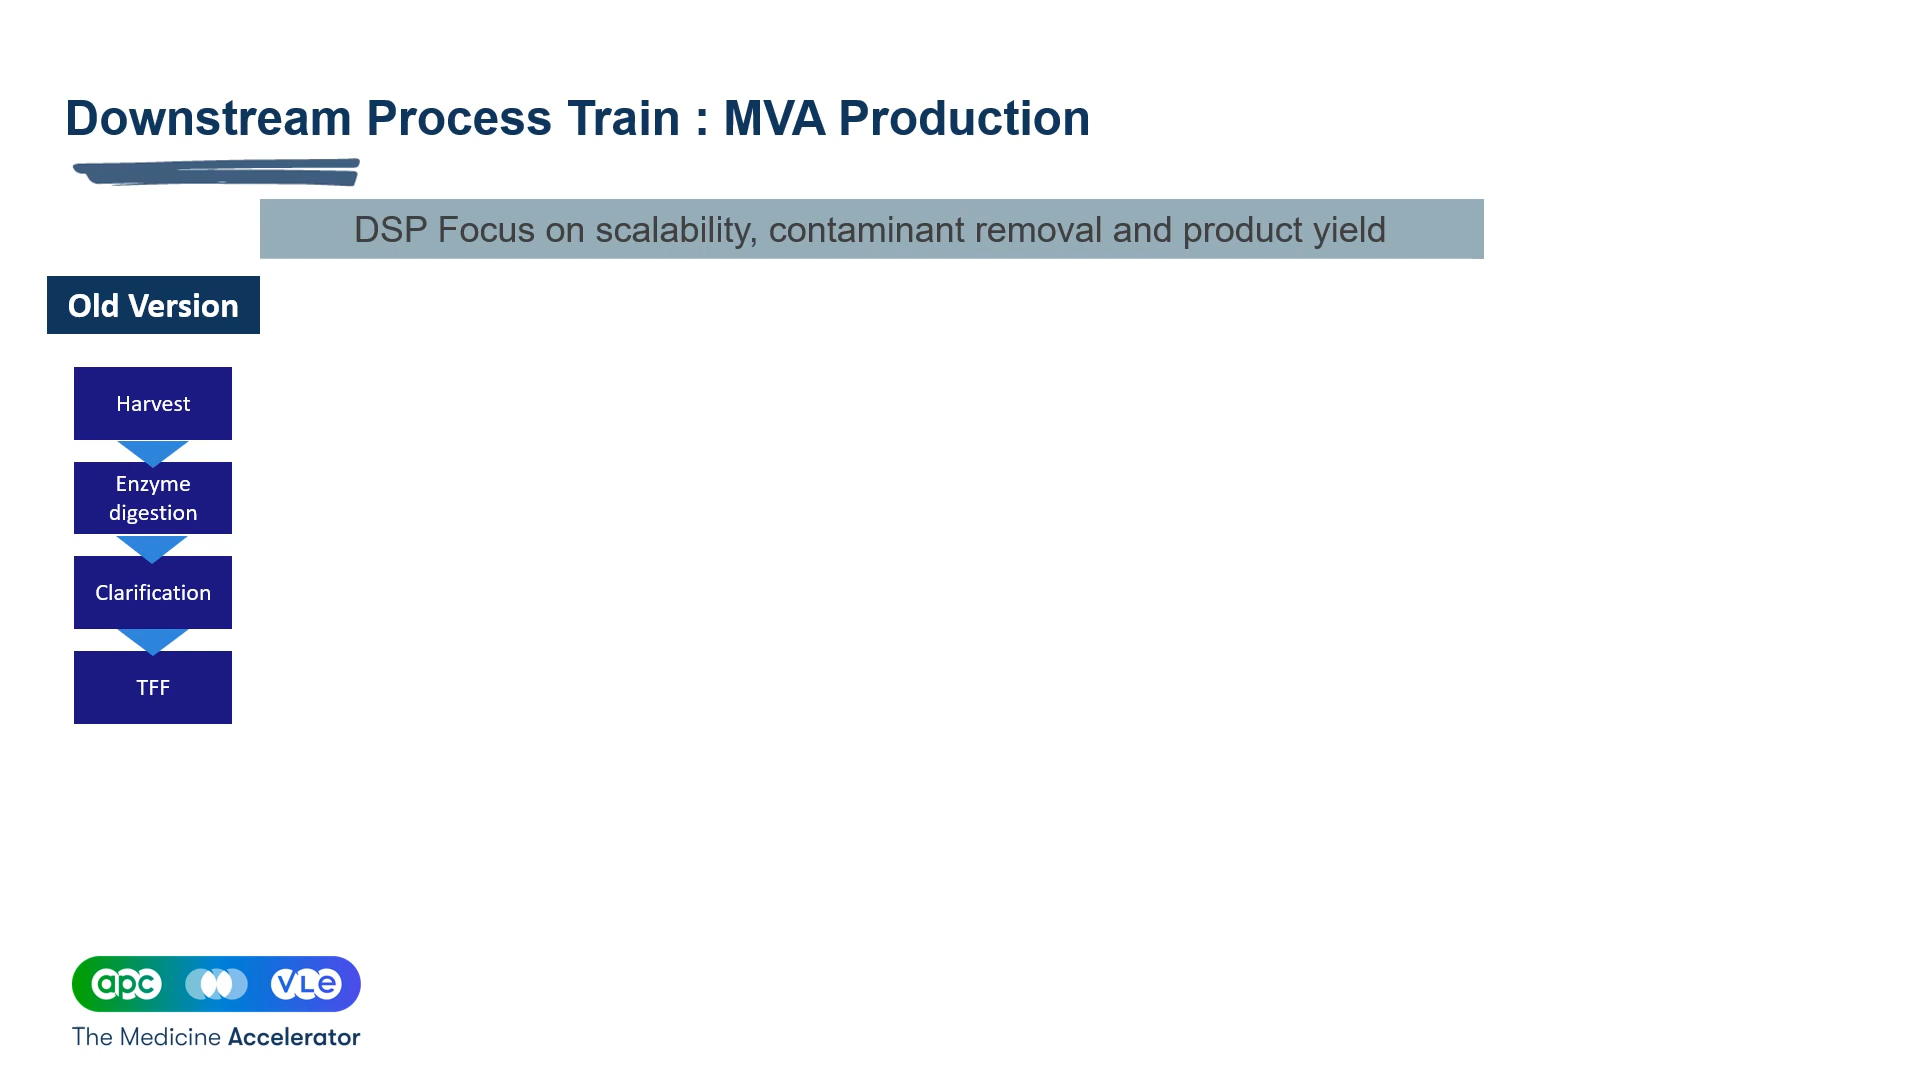 Downstream Process Train : MVA Production
DSP Focus on scalability, contaminant removal and product yield
Old Version
Harvest
Enzyme
digestion
Clarification
TFF
apc VLe
The Medicine Accelerator